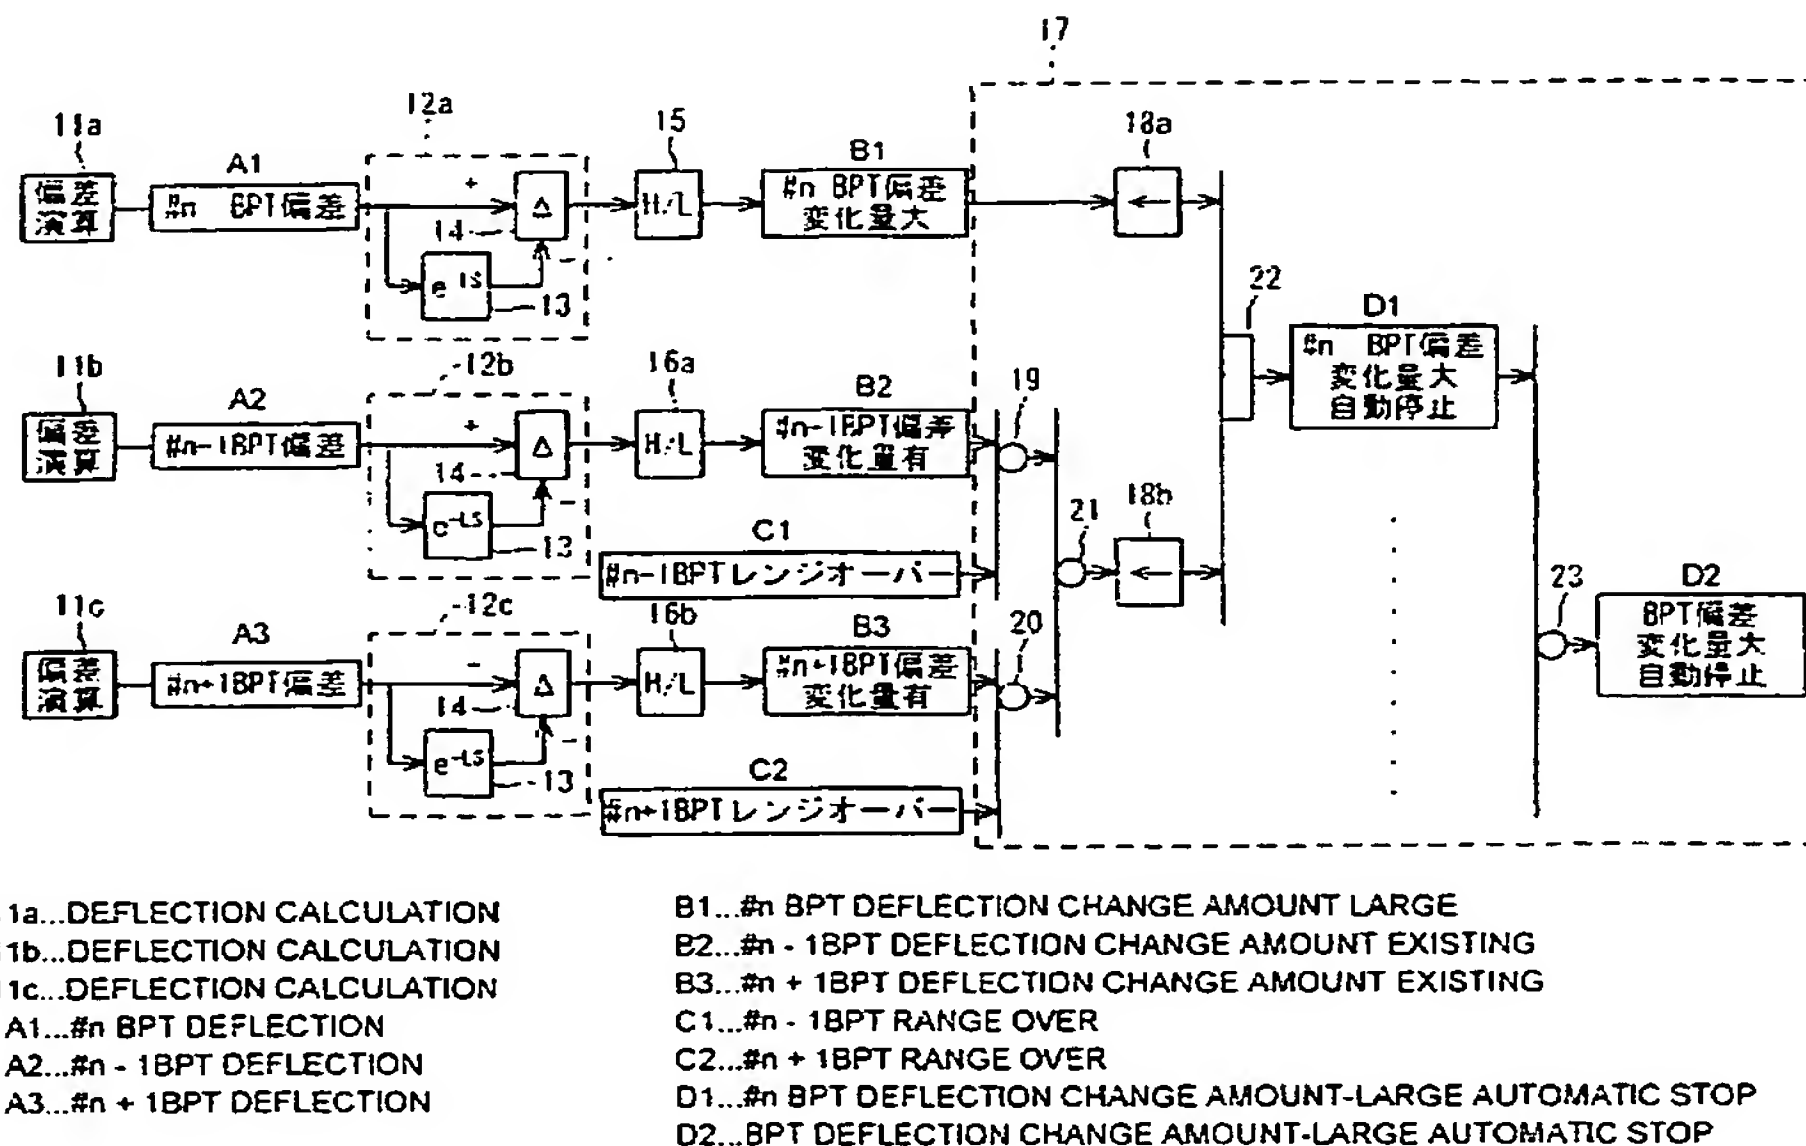 17
11a
12a
15
18a
A1
B1
偏差
演算
#n BPT偏差
+
14
Δ
H/L
#n BPT偏差
変化量大
←
-
13
22
D1
#n BPT偏差
変化量大
自動停止
11b
12b
16a
19
A2
B2
偏差
演算
#n-1BPT偏差
+
14
Δ
H/L
#n-1BPT偏差
変化量有
-
e-LS
13
C1
#n-1BPTレンジオーバー
21
18b
←
23
D2
BPT偏差
変化量大
自動停止
11c
12c
16b
20
A3
B3
偏差
演算
#n+1BPT偏差
-
14
Δ
H/L
#n+1BPT偏差
変化量有
-
e-LS
13
C2
#n+1BPTレンジオーバー
1a...DEFLECTION CALCULATION
1b...DEFLECTION CALCULATION
1c...DEFLECTION CALCULATION
A1...#n BPT DEFLECTION
A2...#n - 1BPT DEFLECTION
A3...#n + 1BPT DEFLECTION
B1...#n BPT DEFLECTION CHANGE AMOUNT LARGE
B2...#n - 1BPT DEFLECTION CHANGE AMOUNT EXISTING
B3...#n + 1BPT DEFLECTION CHANGE AMOUNT EXISTING
C1...#n - 1BPT RANGE OVER
C2...#n + 1BPT RANGE OVER
D1...#n BPT DEFLECTION CHANGE AMOUNT-LARGE AUTOMATIC STOP
D2...BPT DEFLECTION CHANGE AMOUNT-LARGE AUTOMATIC STOP